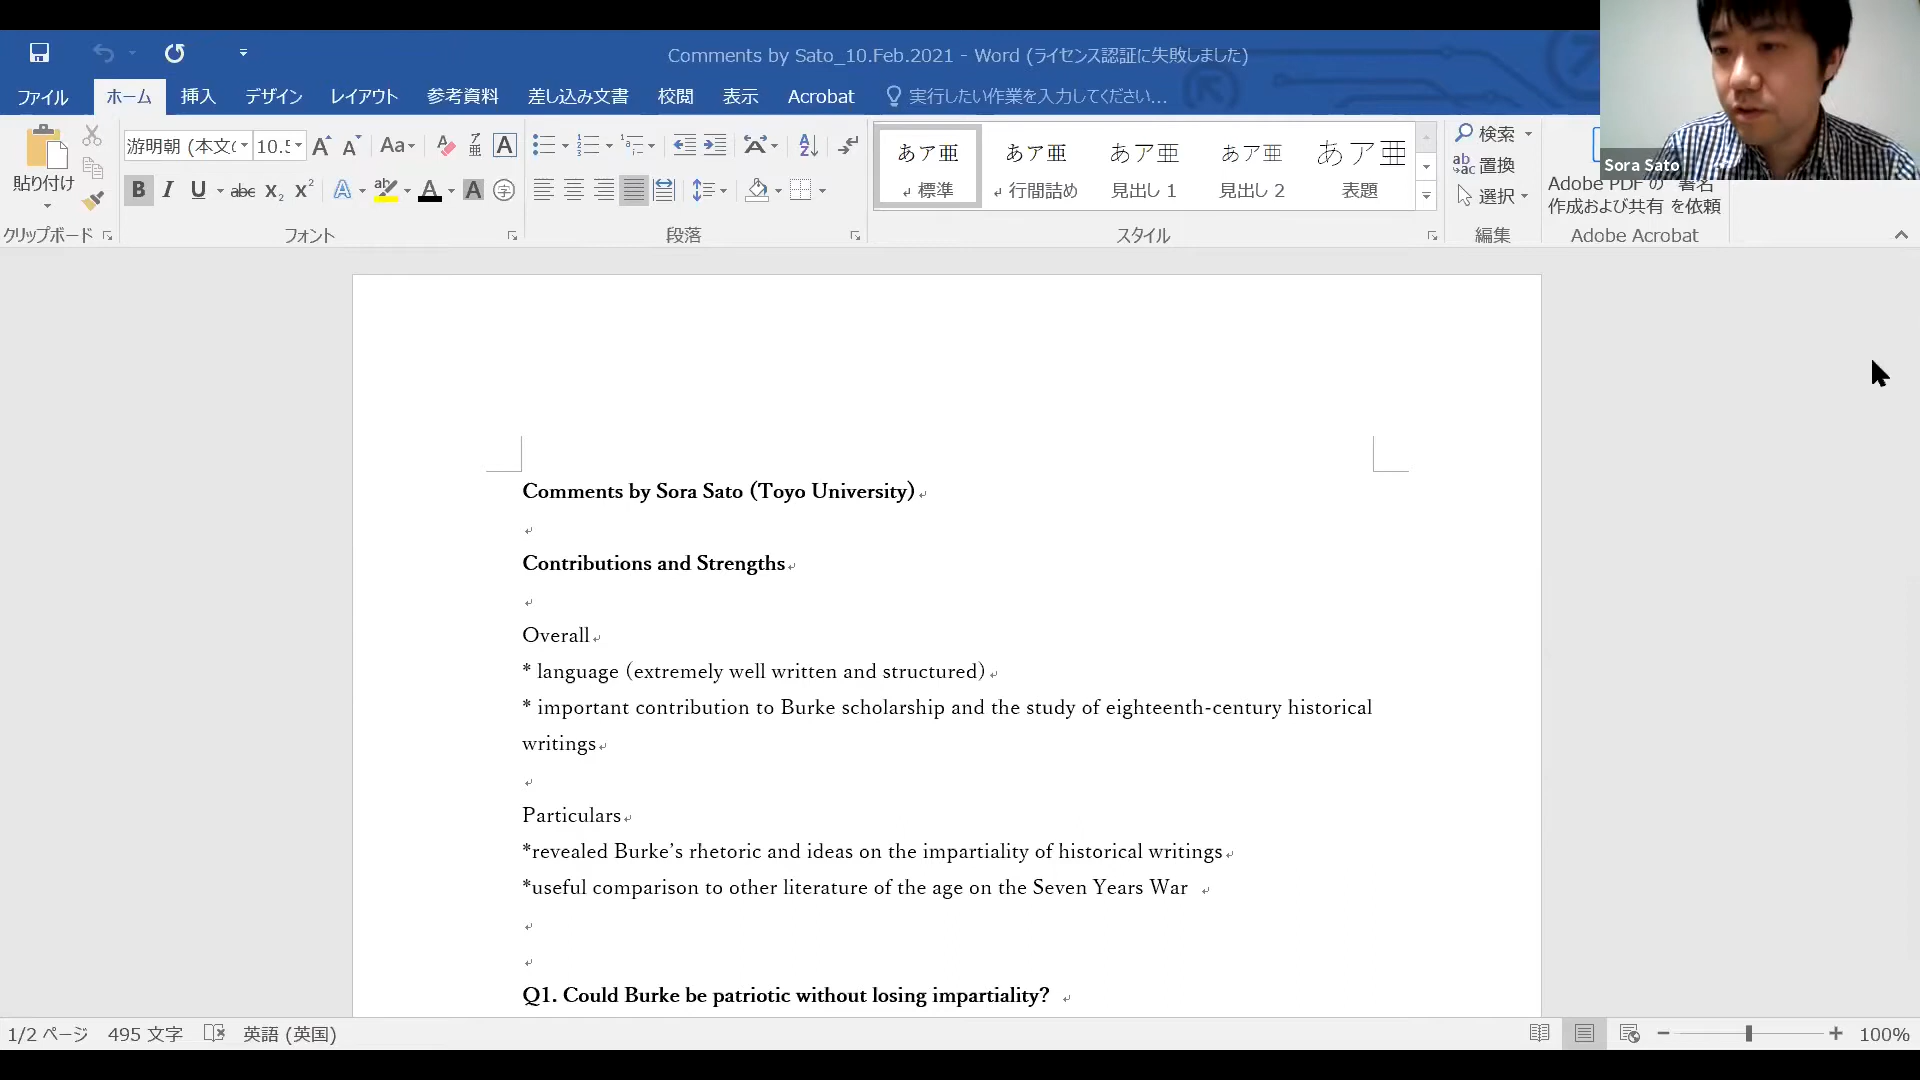 Comments by Sato_10.Feb.2021 - Word (ライセンス認証に失敗しました)
ファイル ホーム 挿入 デザイン レイアウト 参考資料 差し込み文書 校閲 表示 Acrobat 実行したい作業を入力してください...
貼り付け
クリップボード
游明朝 (本文 10.5
フォント
段落
あア亜 標準
あア亜 行間詰め
あア亜 見出し 1
あア亜 見出し 2
あア亜 表題
スタイル
検索
置換
選択
編集
Adobe PDF の 署名
作成および共有 を依頼
Adobe Acrobat
Sora Sato
Comments by Sora Sato (Toyo University)
Contributions and Strengths
Overall
* language (extremely well written and structured)
* important contribution to Burke scholarship and the study of eighteenth-century historical
writings
Particulars
*revealed Burke’s rhetoric and ideas on the impartiality of historical writings
*useful comparison to other literature of the age on the Seven Years War
Q1. Could Burke be patriotic without losing impartiality?
1/2 ページ 495 文字 英語 (英国) 100%